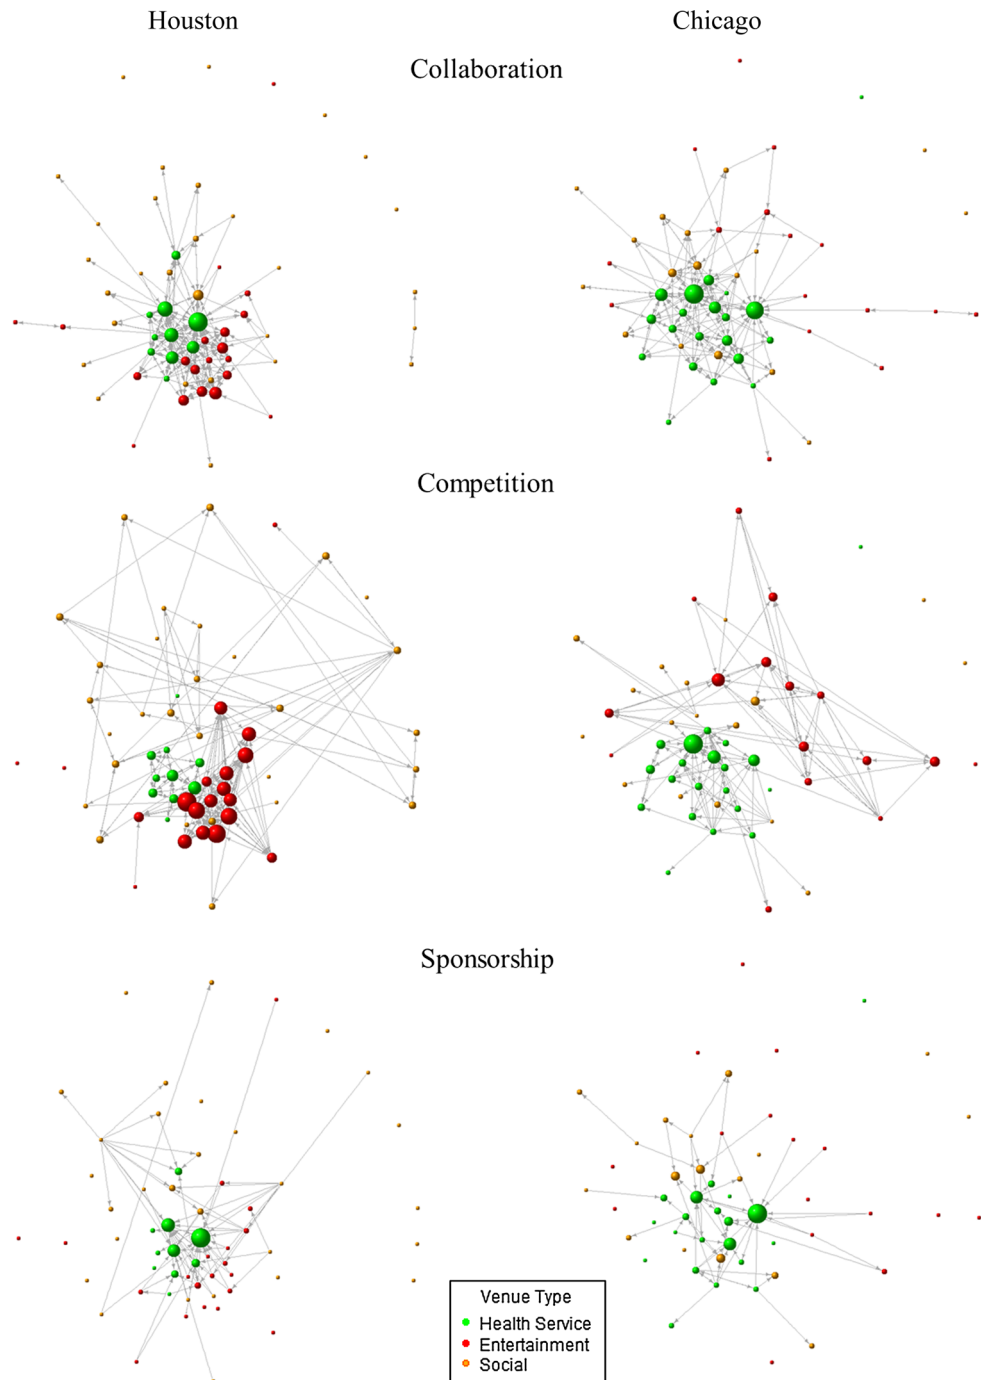 Houston
Chicago
Collaboration
Competition
Sponsorship
Venue Type
Health Service
Entertainment
Social